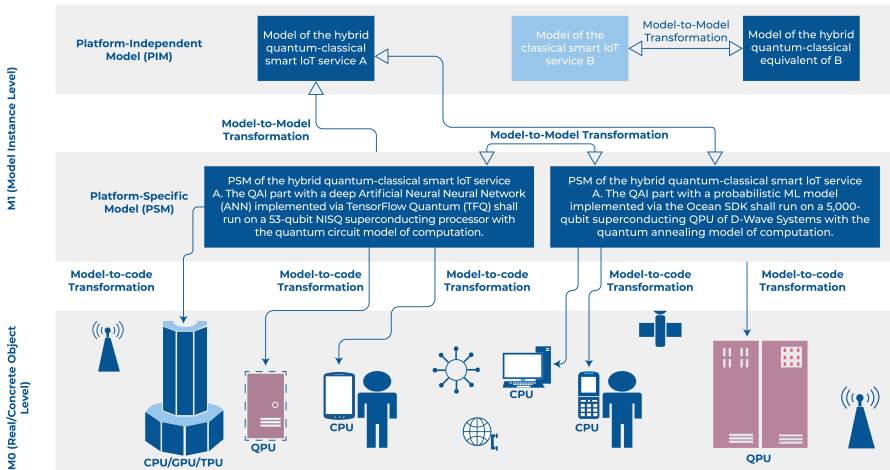 Platform-Independent
Model (PIM)
Model of the hybrid
quantum-classical
smart IoT service A
Model of the
classical smart IoT
service B
Model-to-Model
Transformation
Model of the hybrid
quantum-classical
equivalent of B
M1 (Model Instance Level)
Model-to-Model
Transformation
Model-to-Model Transformation
Platform-Specific
Model (PSM)
PSM of the hybrid quantum-classical smart IoT service
A. The QAI part with a deep Artificial Neural Neural Network
(ANN) implemented via TensorFlow Quantum (TFQ) shall
run on a 53-qubit NISQ superconducting processor with
the quantum circuit model of computation.
PSM of the hybrid quantum-classical smart IoT service
A. The QAI part with a probabilistic ML model
implemented via the Ocean SDK shall run on a 5,000-
qubit superconducting QPU of D-Wave Systems with the
quantum annealing model of computation.
Model-to-code
Transformation
Model-to-code
Transformation
Model-to-code
Transformation
Model-to-code
Transformation
Model-to-code
Transformation
M0 (Real/Concrete Object
Level)
CPU/GPU/TPU
QPU
CPU
CPU
CPU
QPU